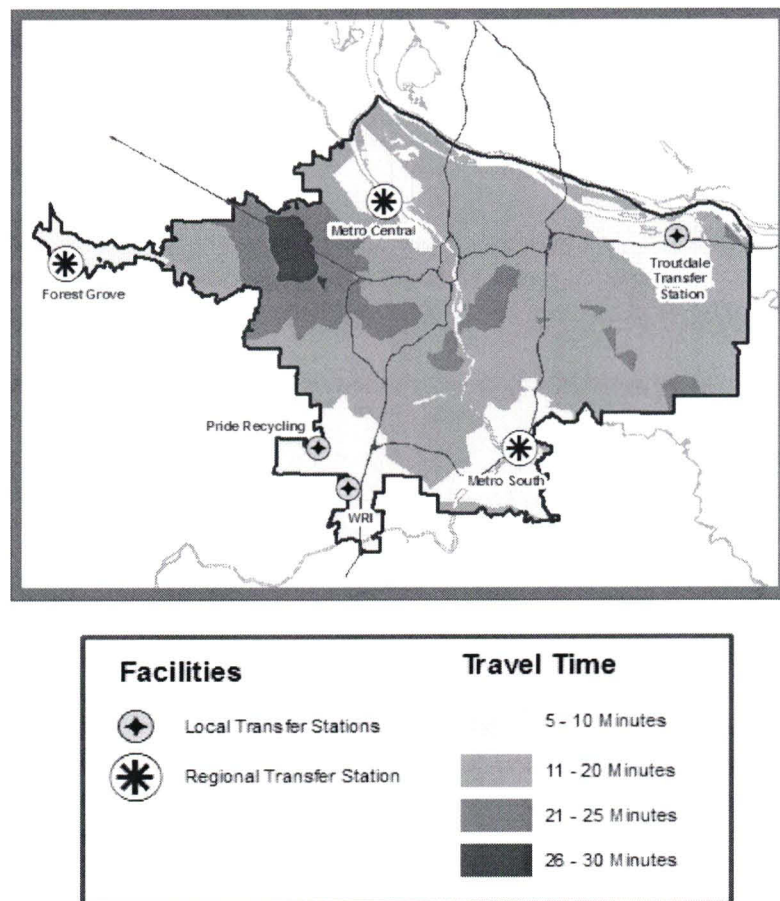 Metro Central
Forest Grove
Troutdale
Transfer
Station
Pride Recycling
Metro South
WRI
Facilities
Local Transfer Stations
Regional Transfer Station
Travel Time
5 - 10 Minutes
11 - 20 Minutes
21 - 25 Minutes
26 - 30 Minutes